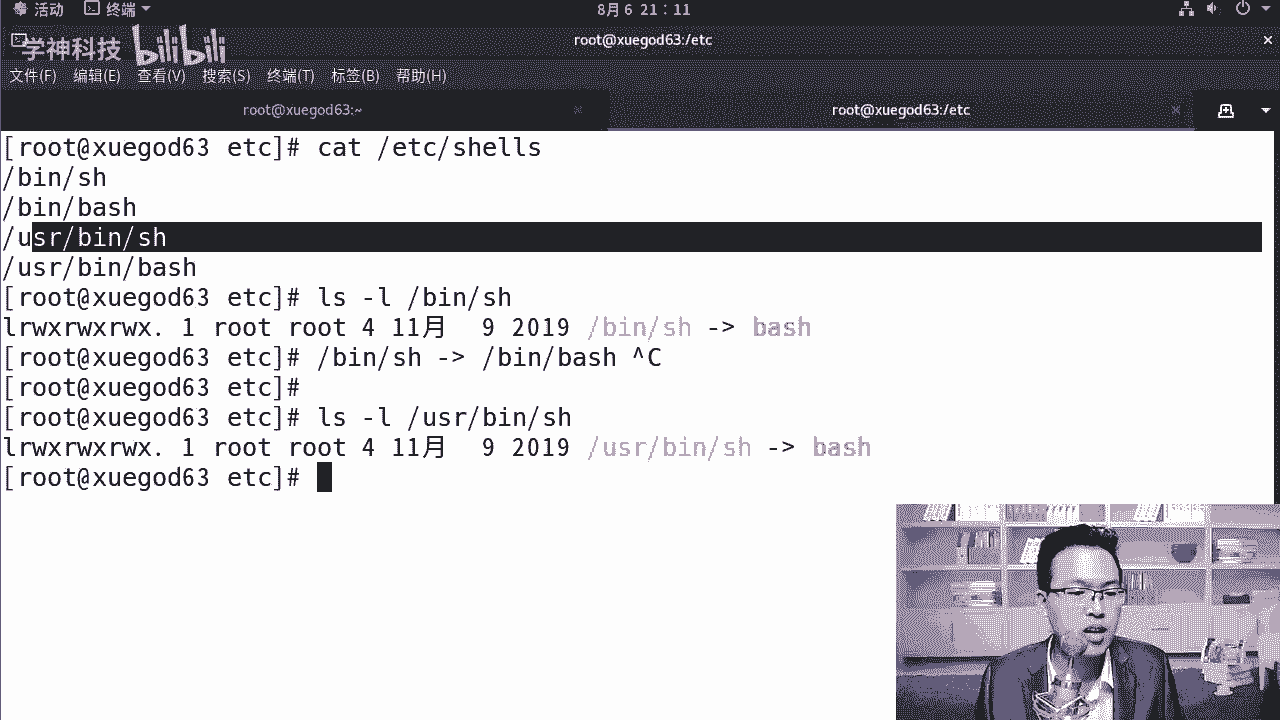 活动 终端 8月 6 21：11
学神科技 bilibili root@xuegod63:/etc ×
文件(F) 编辑(E) 查看(V) 搜索(S) 终端(T) 标签(B) 帮助(H)
root@xuegod63:~ × root@xuegod63:/etc ×
[root@xuegod63 etc]# cat /etc/shells
/bin/sh
/bin/bash
/usr/bin/sh
/usr/bin/bash
[root@xuegod63 etc]# ls -l /bin/sh
lrwxrwxrwx. 1 root root 4 11月  9 2019 /bin/sh -> bash
[root@xuegod63 etc]# /bin/sh -> /bin/bash ^C
[root@xuegod63 etc]#
[root@xuegod63 etc]# ls -l /usr/bin/sh
lrwxrwxrwx. 1 root root 4 11月  9 2019 /usr/bin/sh -> bash
[root@xuegod63 etc]#